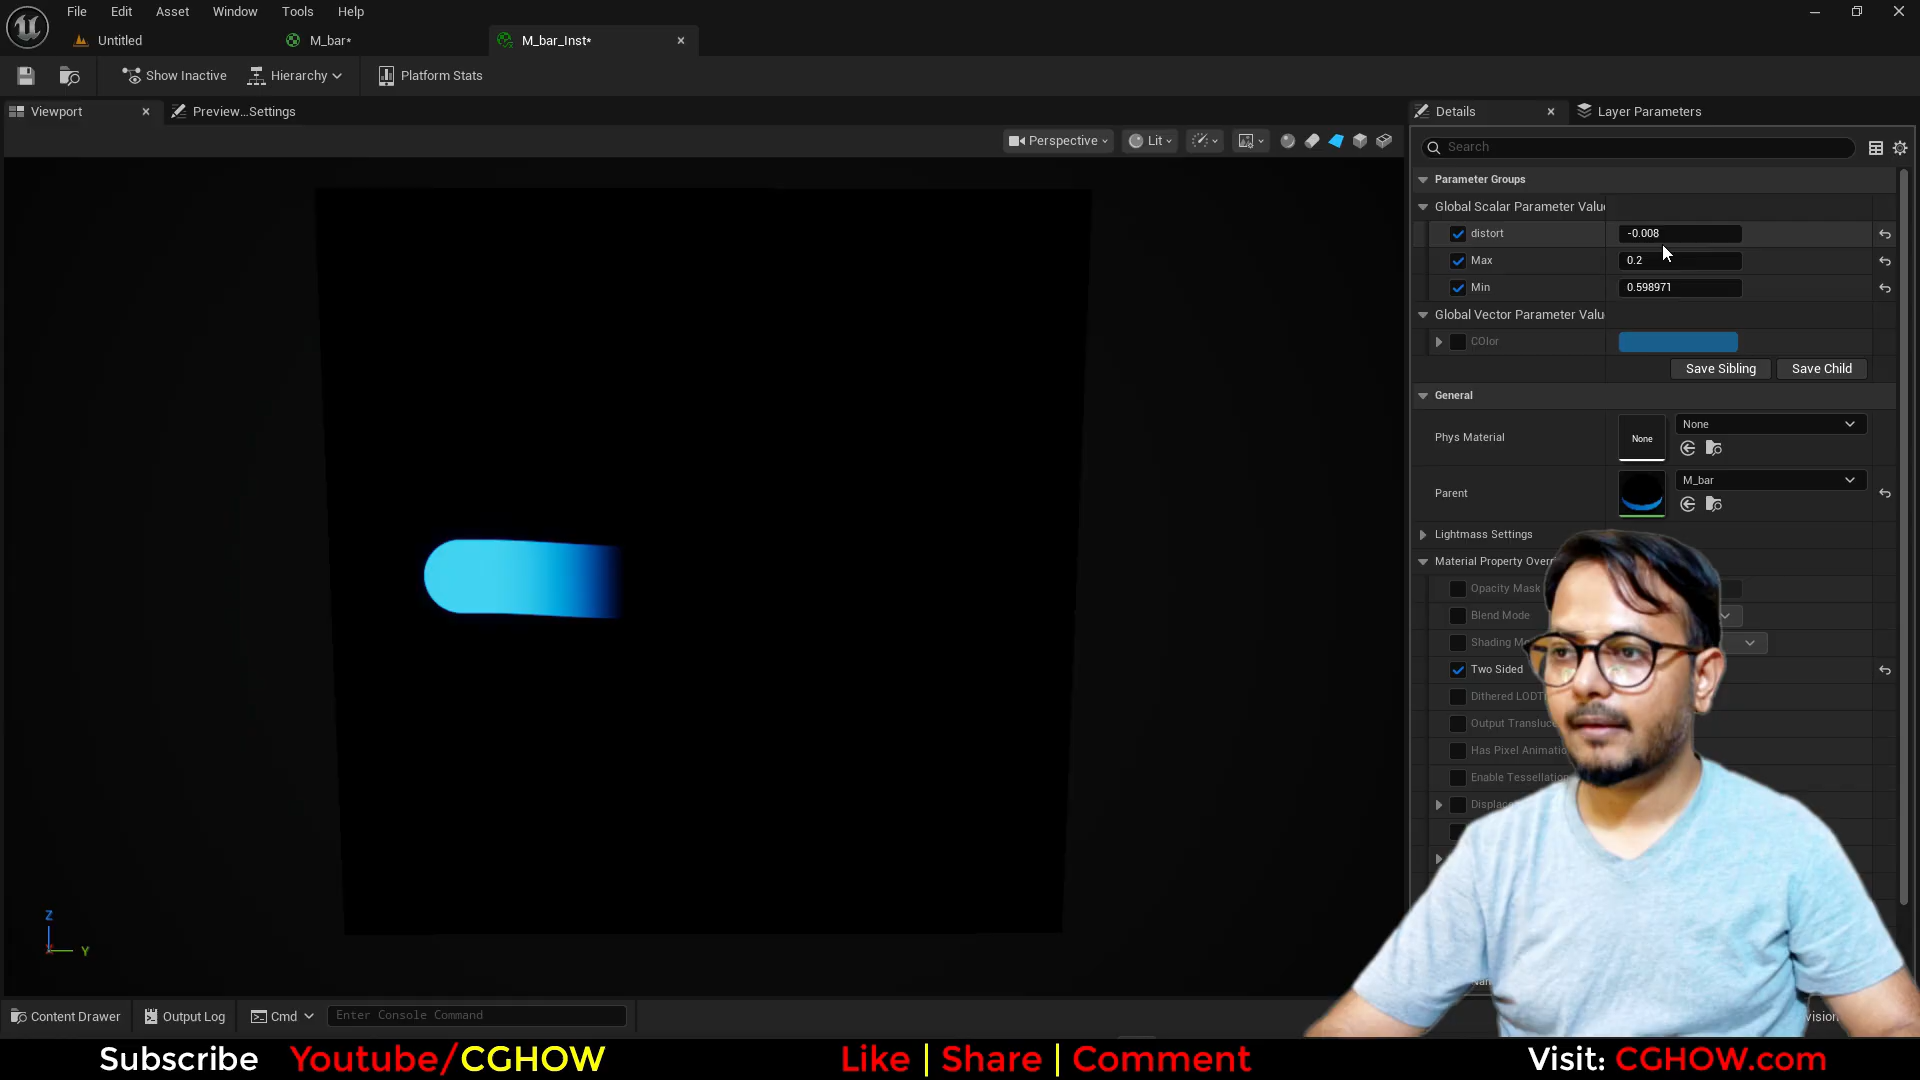 File Edit Asset Window Tools Help
Untitled M_bar* M_bar_Inst*
Show Inactive Hierarchy Platform Stats
Viewport Preview...Settings Details Layer Parameters
Perspective Lit
Search
Parameter Groups
Global Scalar Parameter Valu
distort -0.008
Max 0.2
Min 0.598971
Global Vector Parameter Valu
COlor
Save Sibling Save Child
General
Phys Material None None
Parent M_bar
Lightmass Settings
Material Property Over
Opacity Mask
Blend Mode
Shading M
Two Sided
Dithered LODT
Output Transluce
Has Pixel Animatio
Enable Tessellation
Displac
Z
Y
Content Drawer Output Log Cmd Enter Console Command
Subscribe Youtube/CGHOW Like | Share | Comment Visit: CGHOW.com